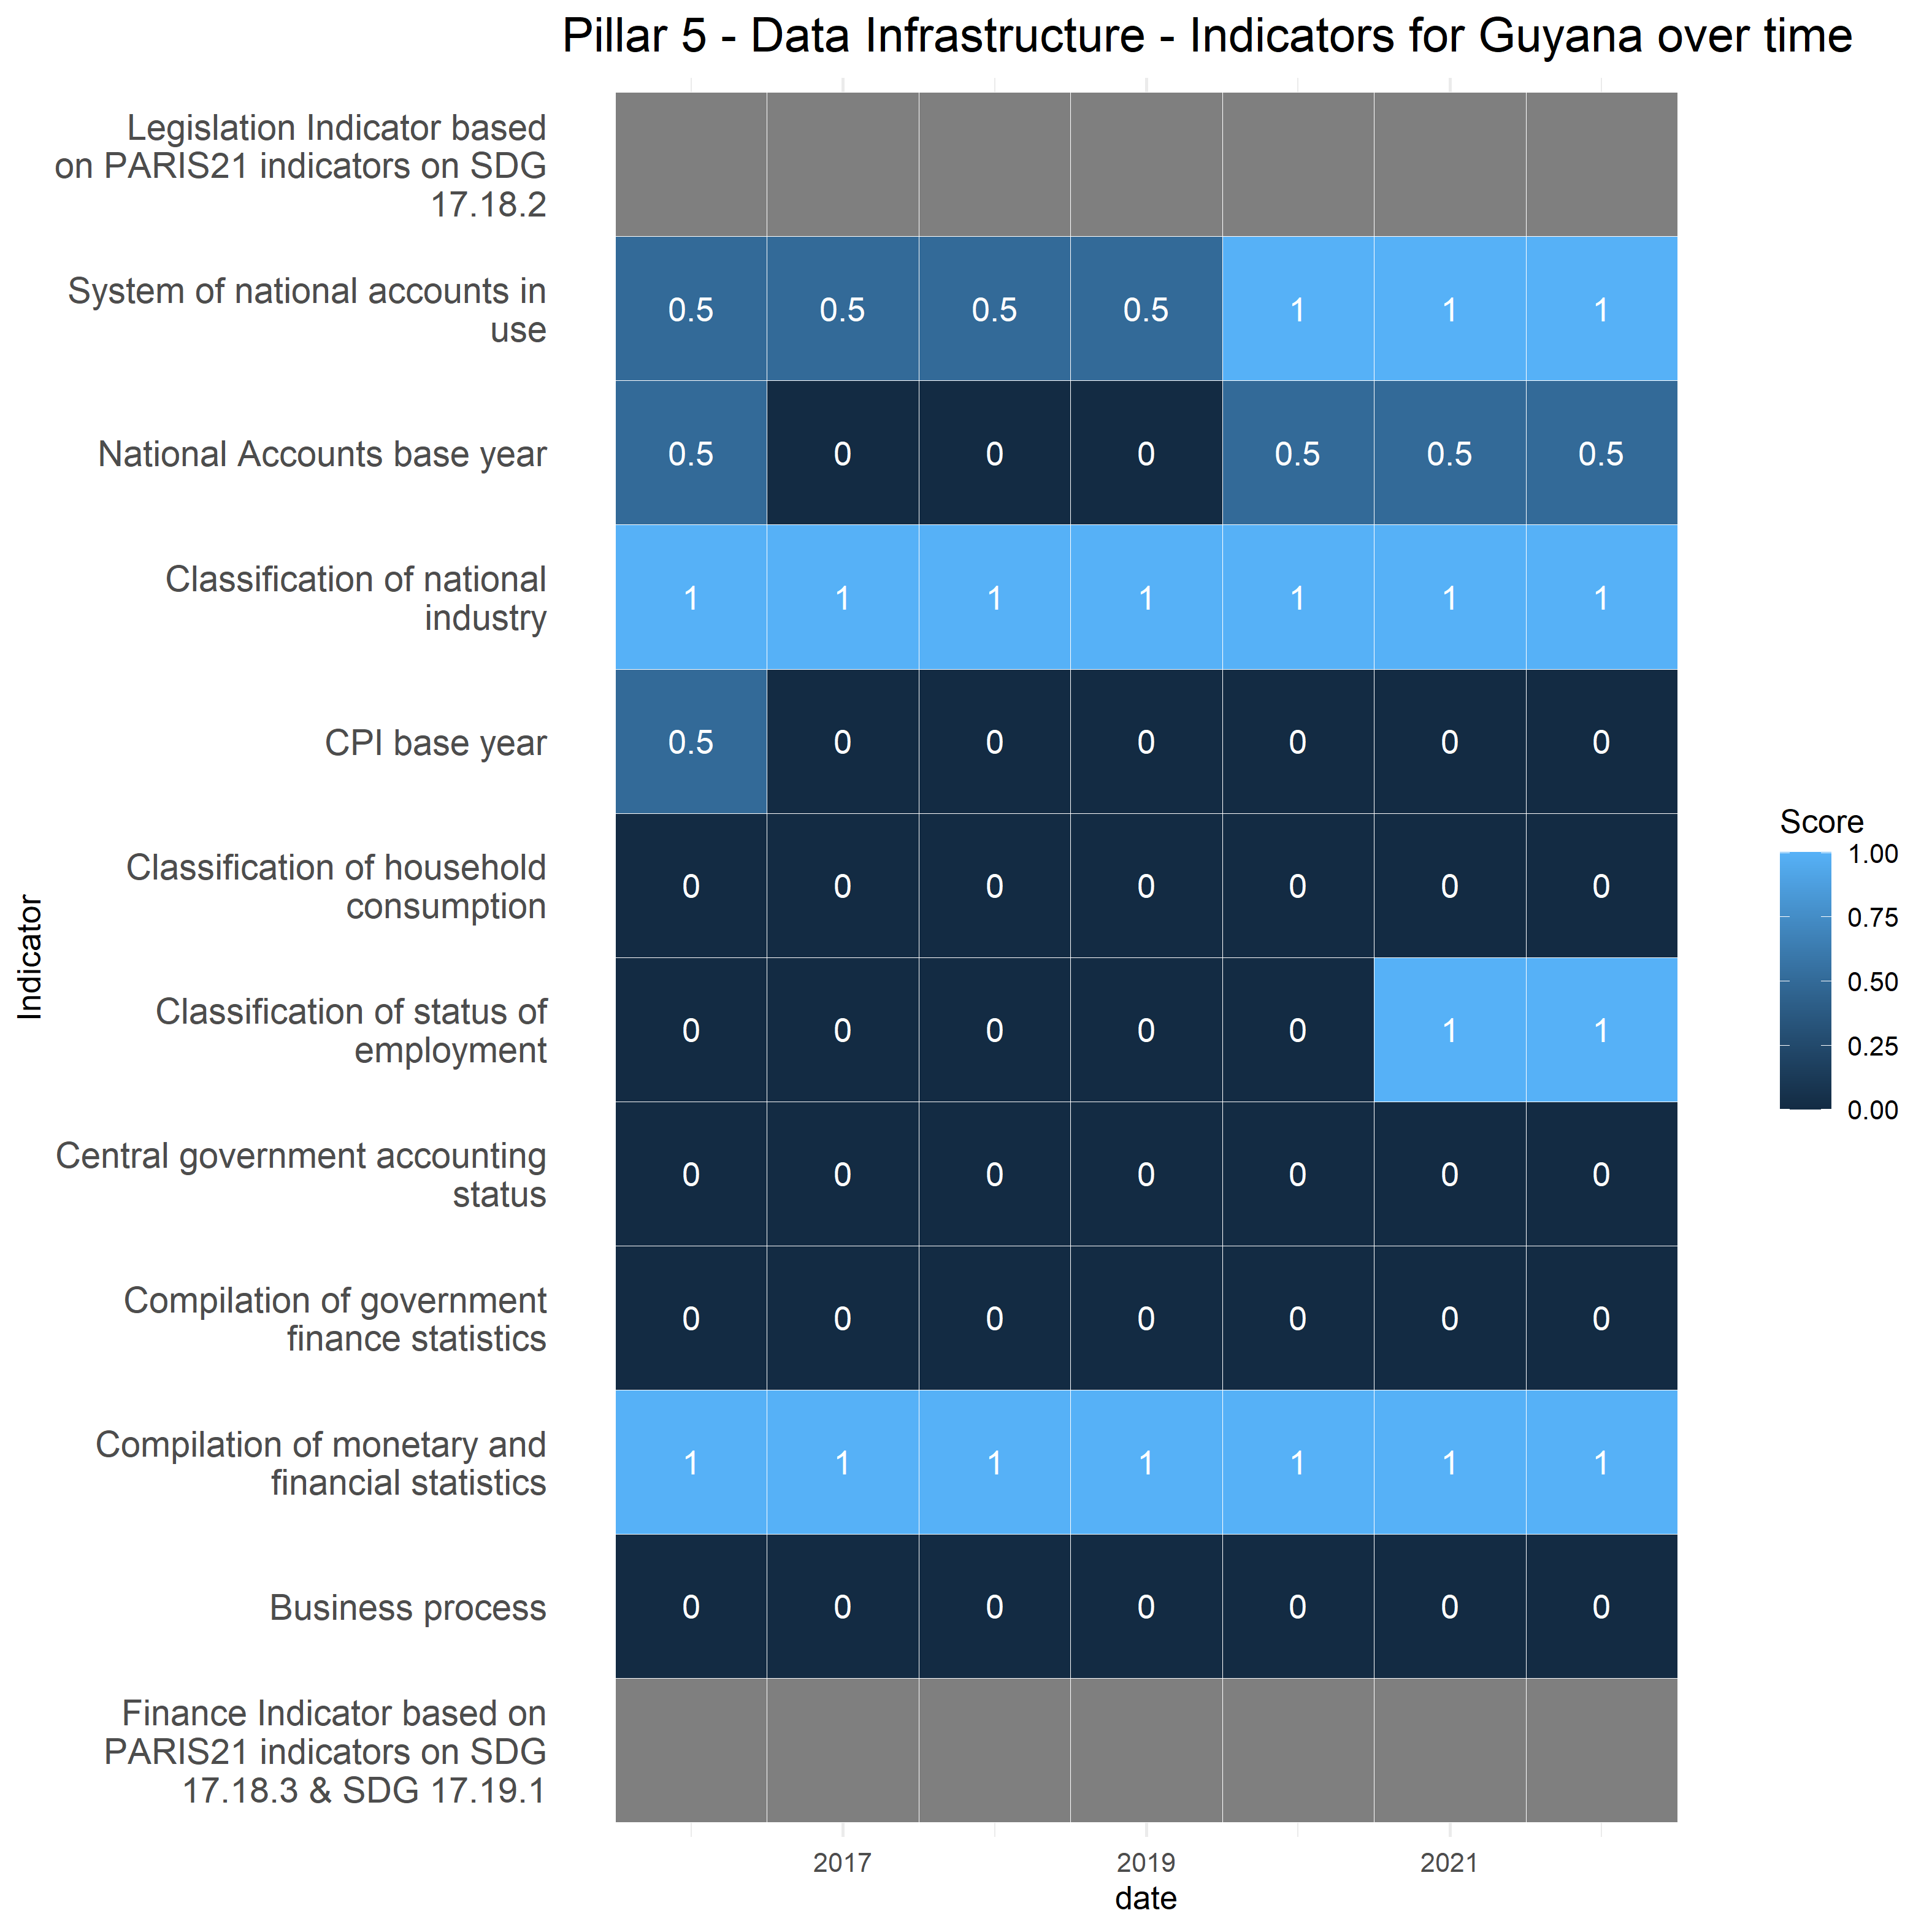 Pillar 5 - Data Infrastructure - Indicators for Guyana over time
Legislation Indicator based
on PARIS21 indicators on SDG
17.18.2
System of national accounts in
use
0.5 0.5 0.5 0.5 1 1 1
National Accounts base year
0.5 0 0 0 0.5 0.5 0.5
Classification of national
industry
1 1 1 1 1 1 1
CPI base year
0.5 0 0 0 0 0 0
Classification of household
consumption
0 0 0 0 0 0 0
Classification of status of
employment
0 0 0 0 0 1 1
Central government accounting
status
0 0 0 0 0 0 0
Compilation of government
finance statistics
0 0 0 0 0 0 0
Compilation of monetary and
financial statistics
1 1 1 1 1 1 1
Business process
0 0 0 0 0 0 0
Finance Indicator based on
PARIS21 indicators on SDG
17.18.3 & SDG 17.19.1
2017 2019 2021
date
Indicator
Score
1.00
0.75
0.50
0.25
0.00